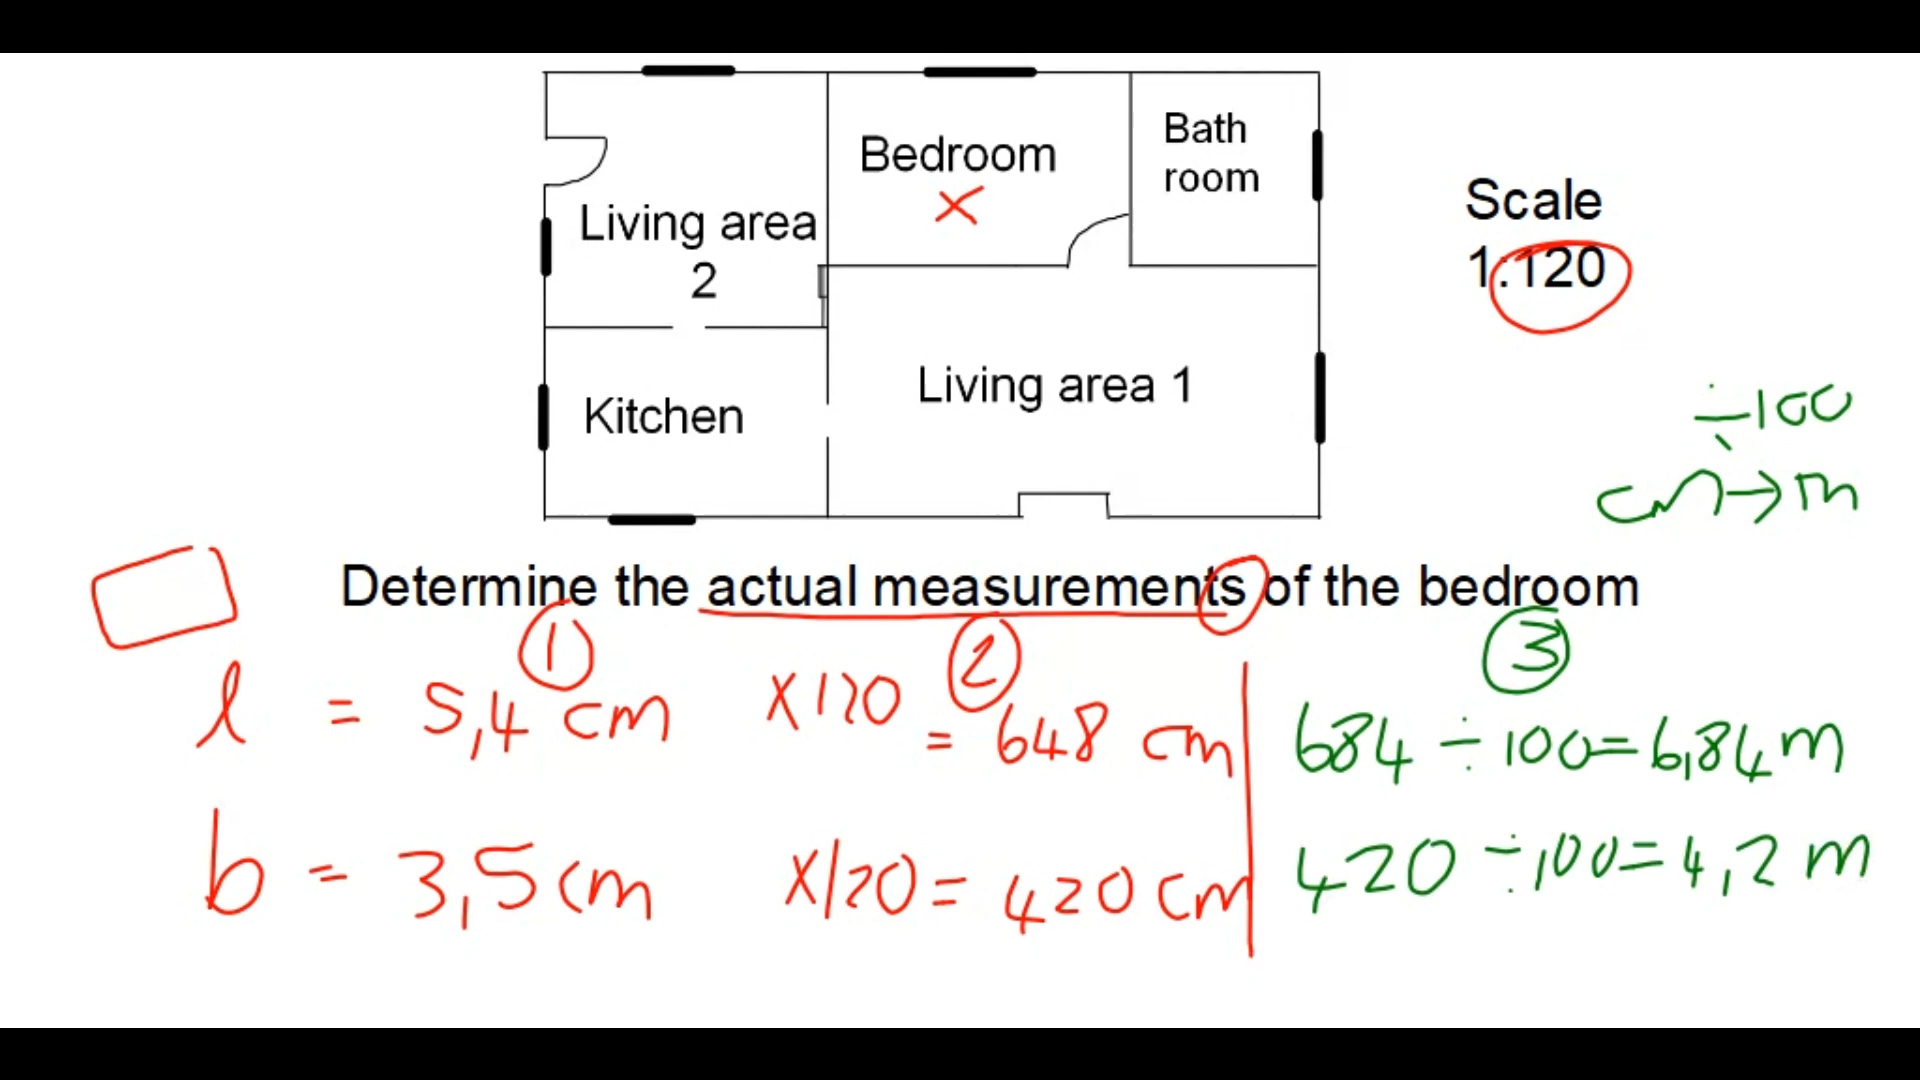 Bedroom
Bath
room
Living area
2
Scale
1:120
Kitchen
Living area 1
÷100
cm→m
Determine the actual measurements of the bedroom
1
2
3
l = 5,4 cm x120 = 648 cm 684 ÷ 100 = 6,84 m
b = 3,5 cm x120 = 420 cm 420 ÷ 100 = 4,2 m